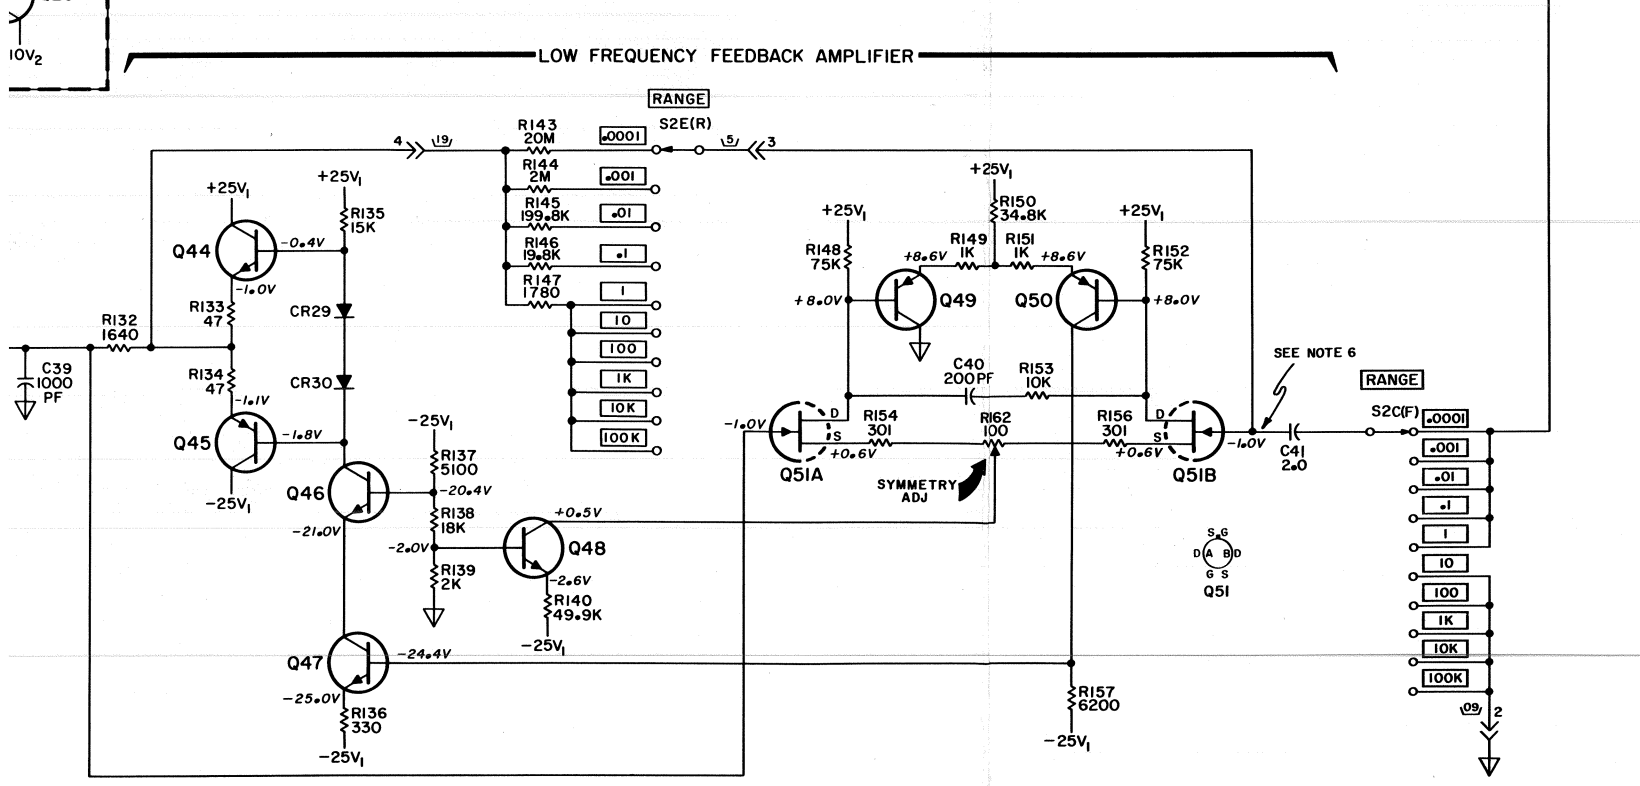 10V2
LOW FREQUENCY FEEDBACK AMPLIFIER
RANGE
S2E(R)
4
19
R143
20M
.0001
5
3
R144
2M
.001
R145
199.8K
.01
R146
19.8K
.1
R147
1780
1
10
100
1K
10K
100K
+25V1
+25V1
R135
15K
Q44
-0.4V
-1.0V
R133
47
CR29
R132
1640
C39
1000
PF
R134
47
CR30
-1.1V
Q45
-1.8V
-25V1
-25V1
R137
5100
Q46
-20.4V
-21.0V
R138
18K
-2.0V
R139
2K
+0.5V
Q48
-2.6V
R140
49.9K
-25V1
Q47
-24.4V
-25.0V
R136
330
-25V1
+25V1
R150
34.8K
+25V1
+25V1
R148
75K
+8.6V
R149
1K
R151
1K
+8.6V
R152
75K
+8.0V
Q49
Q50
+8.0V
C40
200PF
R153
10K
-1.0V
D
S
R154
301
R162
100
R156
301
D
S
+0.6V
+0.6V
-1.0V
Q51A
Q51B
SYMMETRY
ADJ
SEE NOTE 6
C41
2.0
RANGE
S2C(F)
.0001
.001
.01
.1
1
10
100
1K
10K
100K
09
2
S G
D A B D
G S
Q51
R157
6200
-25V1